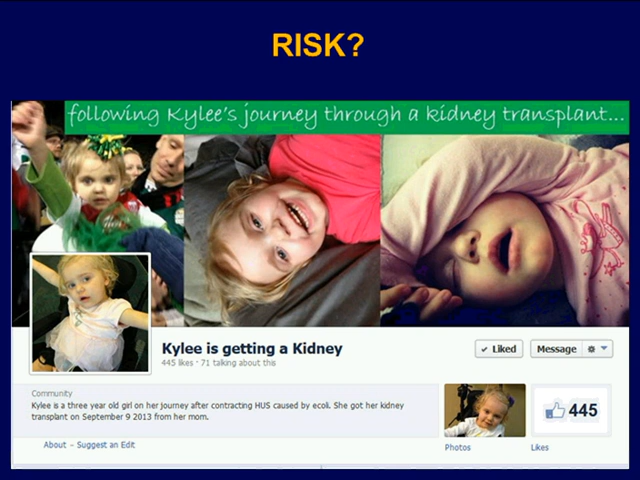 RISK?
following Kylee's journey through a kidney transplant...
Kylee is getting a Kidney
445 likes · 71 talking about this
Liked
Message
Community
Kylee is a three year old girl on her journey after contracting HUS caused by ecoli. She got her kidney
transplant on September 9 2013 from her mom.
445
About - Suggest an Edit
Photos
Likes